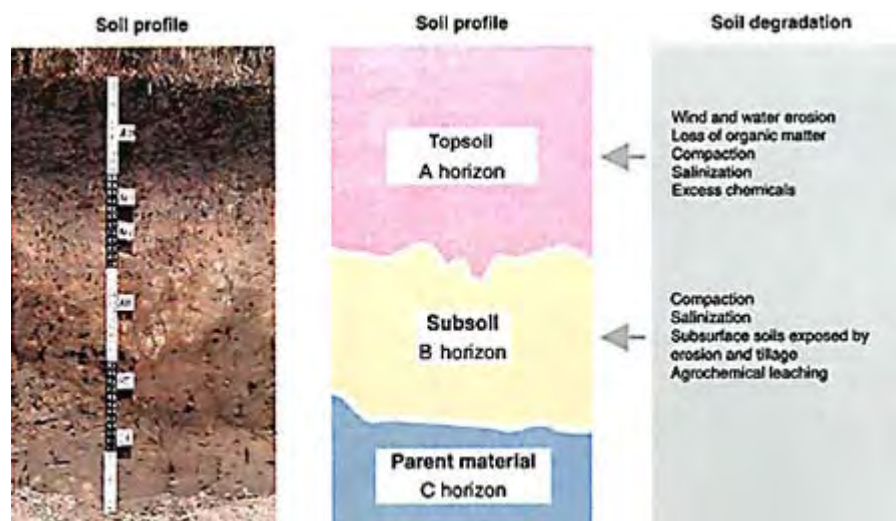 Soil profile
Soil profile
Soil degradation
Topsoil
A horizon
Wind and water erosion
Loss of organic matter
Compaction
Salinization
Excess chemicals
Subsoil
B horizon
Compaction
Salinization
Subsurface soils exposed by
erosion and tillage
Agrochemical leaching
Parent material
C horizon